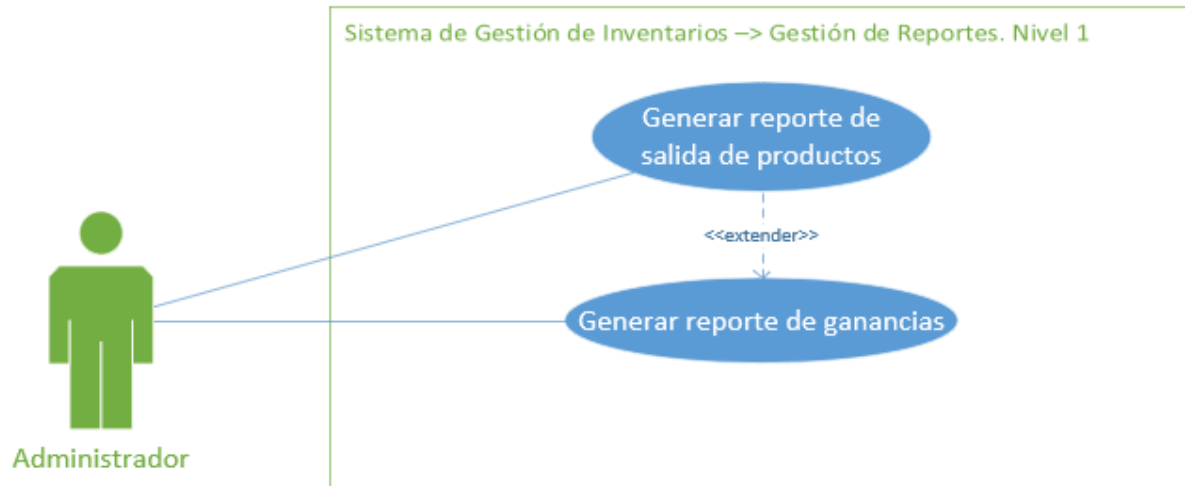 Sistema de Gestión de Inventarios –> Gestión de Reportes. Nivel 1
Generar reporte de
salida de productos
<<extender>>
Generar reporte de ganancias
Administrador